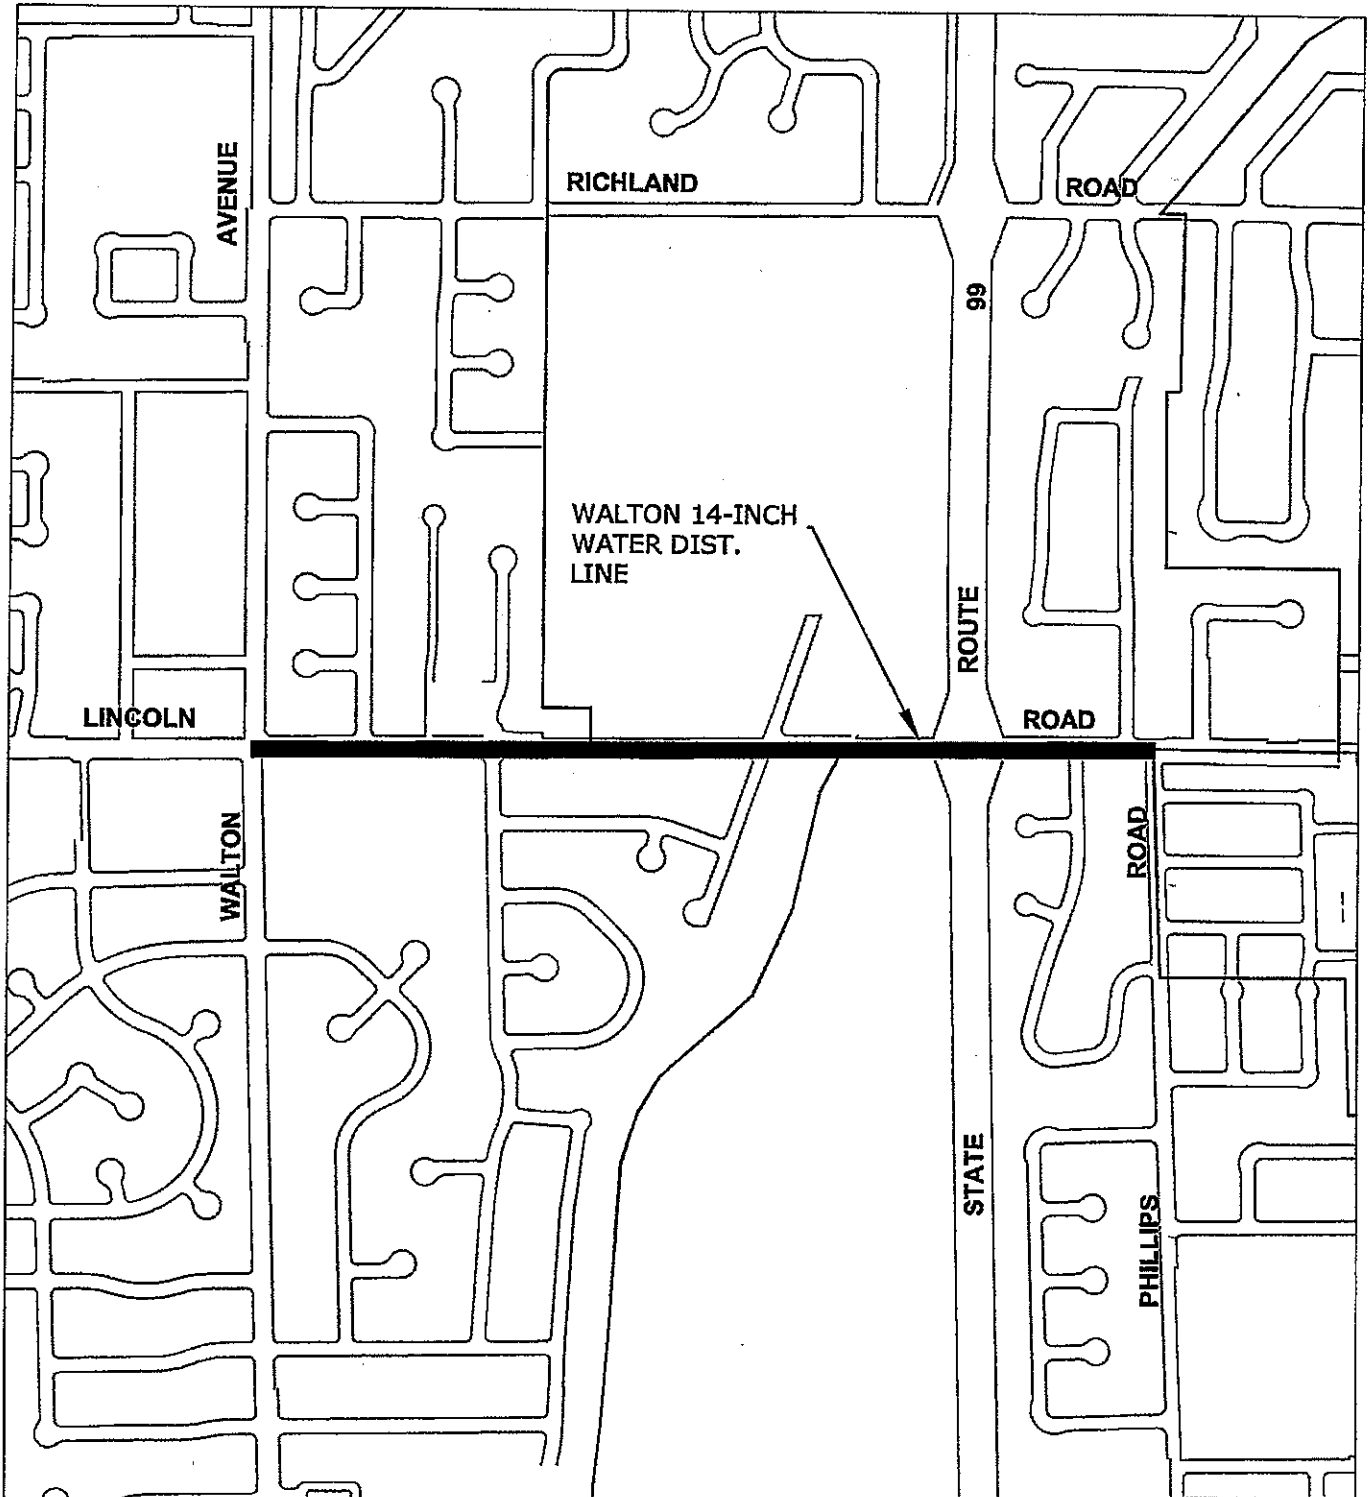 AVENUE
RICHLAND
ROAD
99
WALTON 14-INCH
WATER DIST.
LINE
ROUTE
LINCOLN
ROAD
WALTON
ROAD
STATE
PHILLIPS